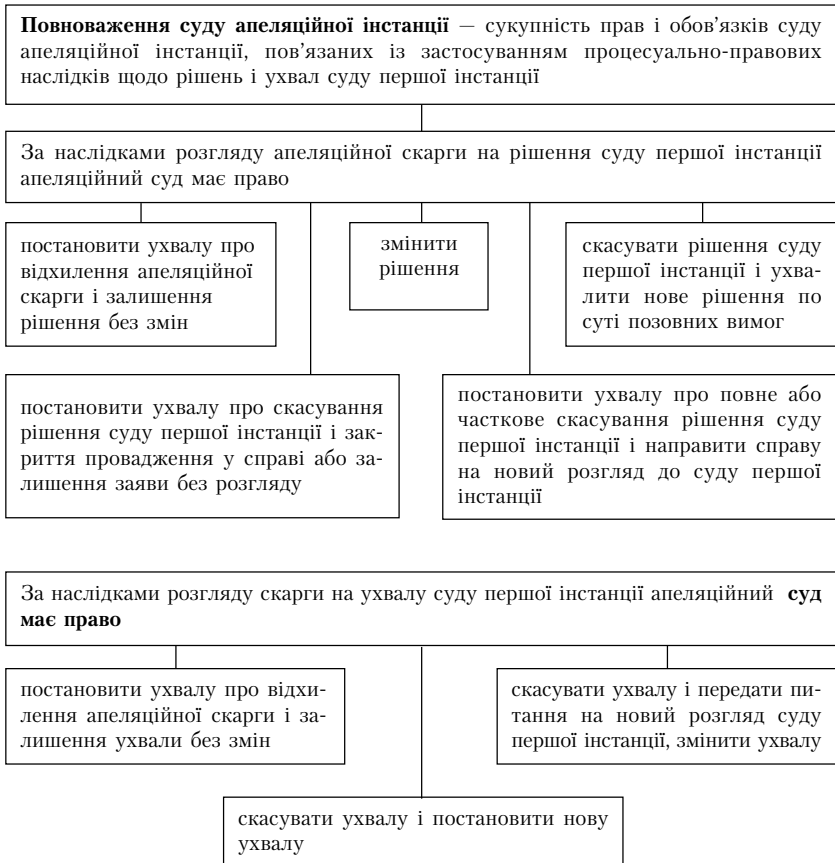 Повноваження суду апеляційної інстанції — сукупність прав і обов'язків суду
апеляційної інстанції, пов'язаних із застосуванням процесуально-правових
наслідків щодо рішень і ухвал суду першої інстанції
За наслідками розгляду апеляційної скарги на рішення суду першої інстанції
апеляційний суд має право
постановити ухвалу про
відхилення апеляційної
скарги і залишення
рішення без змін
змінити
рішення
скасувати рішення суду
першої інстанції і ухва-
лити нове рішення по
суті позовних вимог
постановити ухвалу про скасування
рішення суду першої інстанції і зак-
риття провадження у справі або за-
лишення заяви без розгляду
постановити ухвалу про повне або
часткове скасування рішення суду
першої інстанції і направити справу
на новий розгляд до суду першої
інстанції
За наслідками розгляду скарги на ухвалу суду першої інстанції апеляційний суд
має право
постановити ухвалу про відхи-
лення апеляційної скарги і за-
лишення ухвали без змін
скасувати ухвалу і передати пи-
тання на новий розгляд суду
першої інстанції, змінити ухвалу
скасувати ухвалу і постановити нову
ухвалу